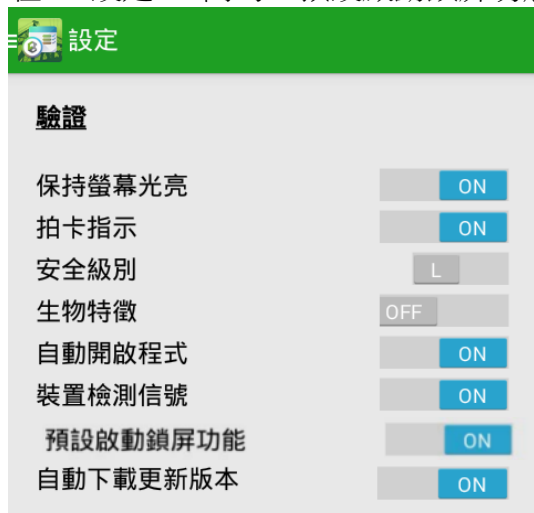 設定
驗證
保持螢幕光亮 ON
拍卡指示 ON
安全級別 L
生物特徵 OFF
自動開啟程式 ON
裝置檢測信號 ON
預設啟動鎖屏功能 ON
自動下載更新版本 ON